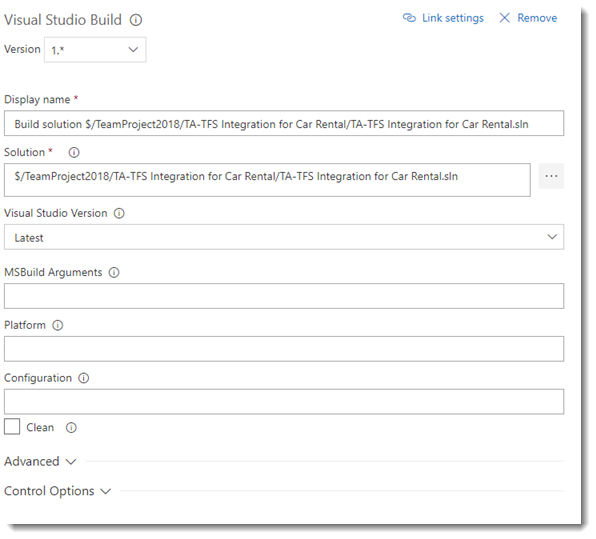 Visual Studio Build Link settings Remove
Version 1.*
Display name *
Build solution $/TeamProject2018/TA-TFS Integration for Car Rental/TA-TFS Integration for Car Rental.sln
Solution *
$/TeamProject2018/TA-TFS Integration for Car Rental/TA-TFS Integration for Car Rental.sln
Visual Studio Version
Latest
MSBuild Arguments
Platform
Configuration
Clean
Advanced
Control Options